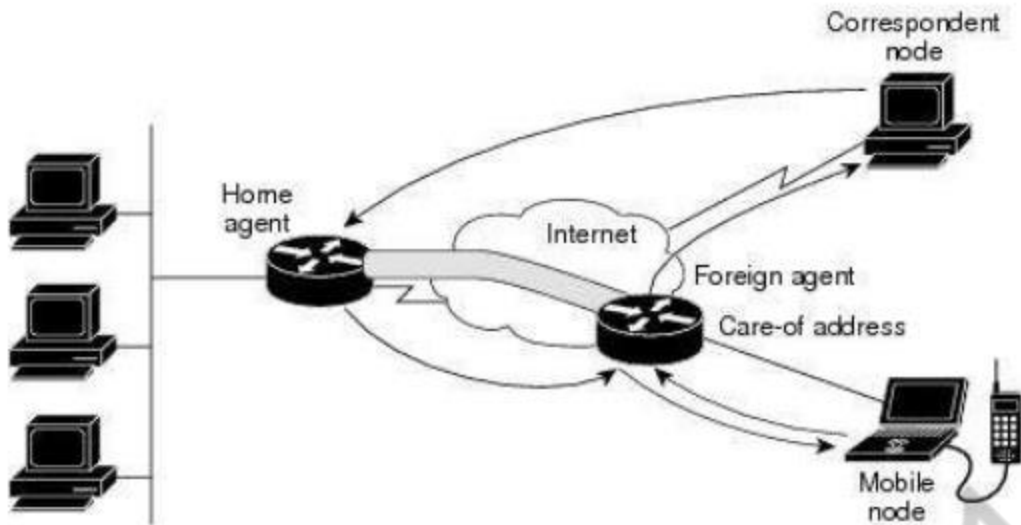 Correspondent
node
Home
agent
Internet
Foreign agent
Care-of address
Mobile
node